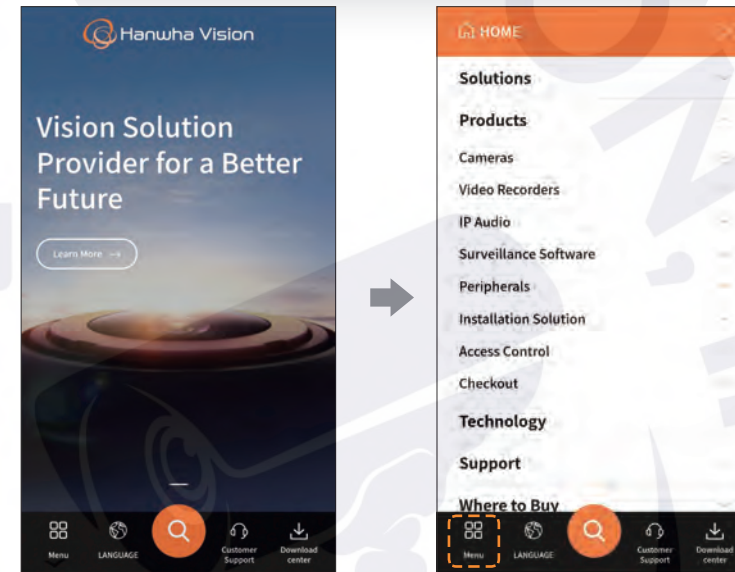 Hanwha Vision
Vision Solution
Provider for a Better
Future
Learn More
Menu
LANGUAGE
Customer
Support
Download
center
HOME
Solutions
Products
Cameras
Video Recorders
IP Audio
Surveillance Software
Peripherals
Installation Solution
Access Control
Checkout
Technology
Support
Where to Buy
Menu
LANGUAGE
Customer
Support
Download
center